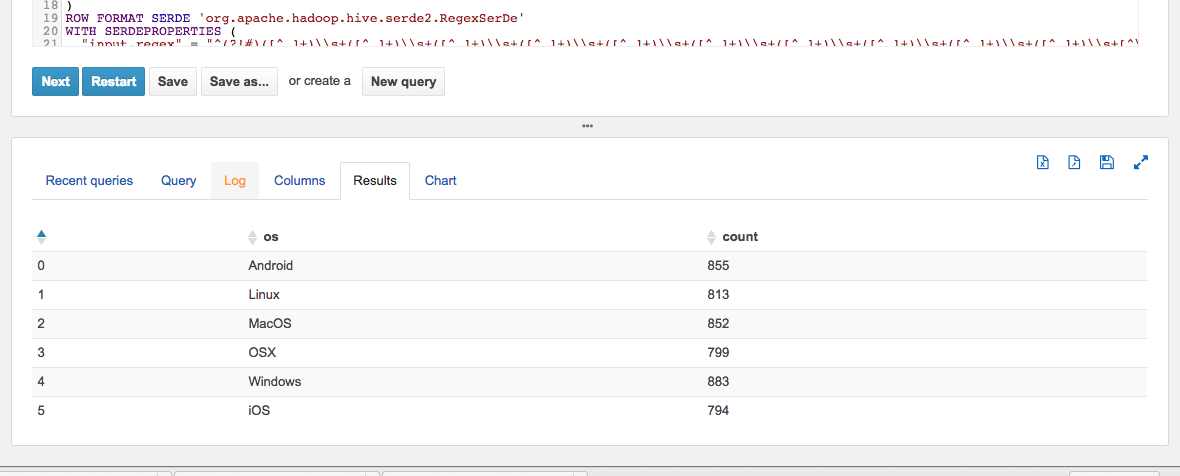 18 )
19 ROW FORMAT SERDE 'org.apache.hadoop.hive.serde2.RegexSerDe'
20 WITH SERDEPROPERTIES (
21 "input.regex" = "^(?!#)([^ ]+)\\s+([^ ]+)\\s+([^ ]+)\\s+([^ ]+)\\s+([^ ]+)\\s+([^ ]+)\\s+([^ ]+)\\s+([^ ]+)\\s+([^ ]+)\\s+([^ ]+)\\s+[^\
Next Restart Save Save as... or create a New query
Recent queries Query Log Columns Results Chart
os count
0 Android 855
1 Linux 813
2 MacOS 852
3 OSX 799
4 Windows 883
5 iOS 794